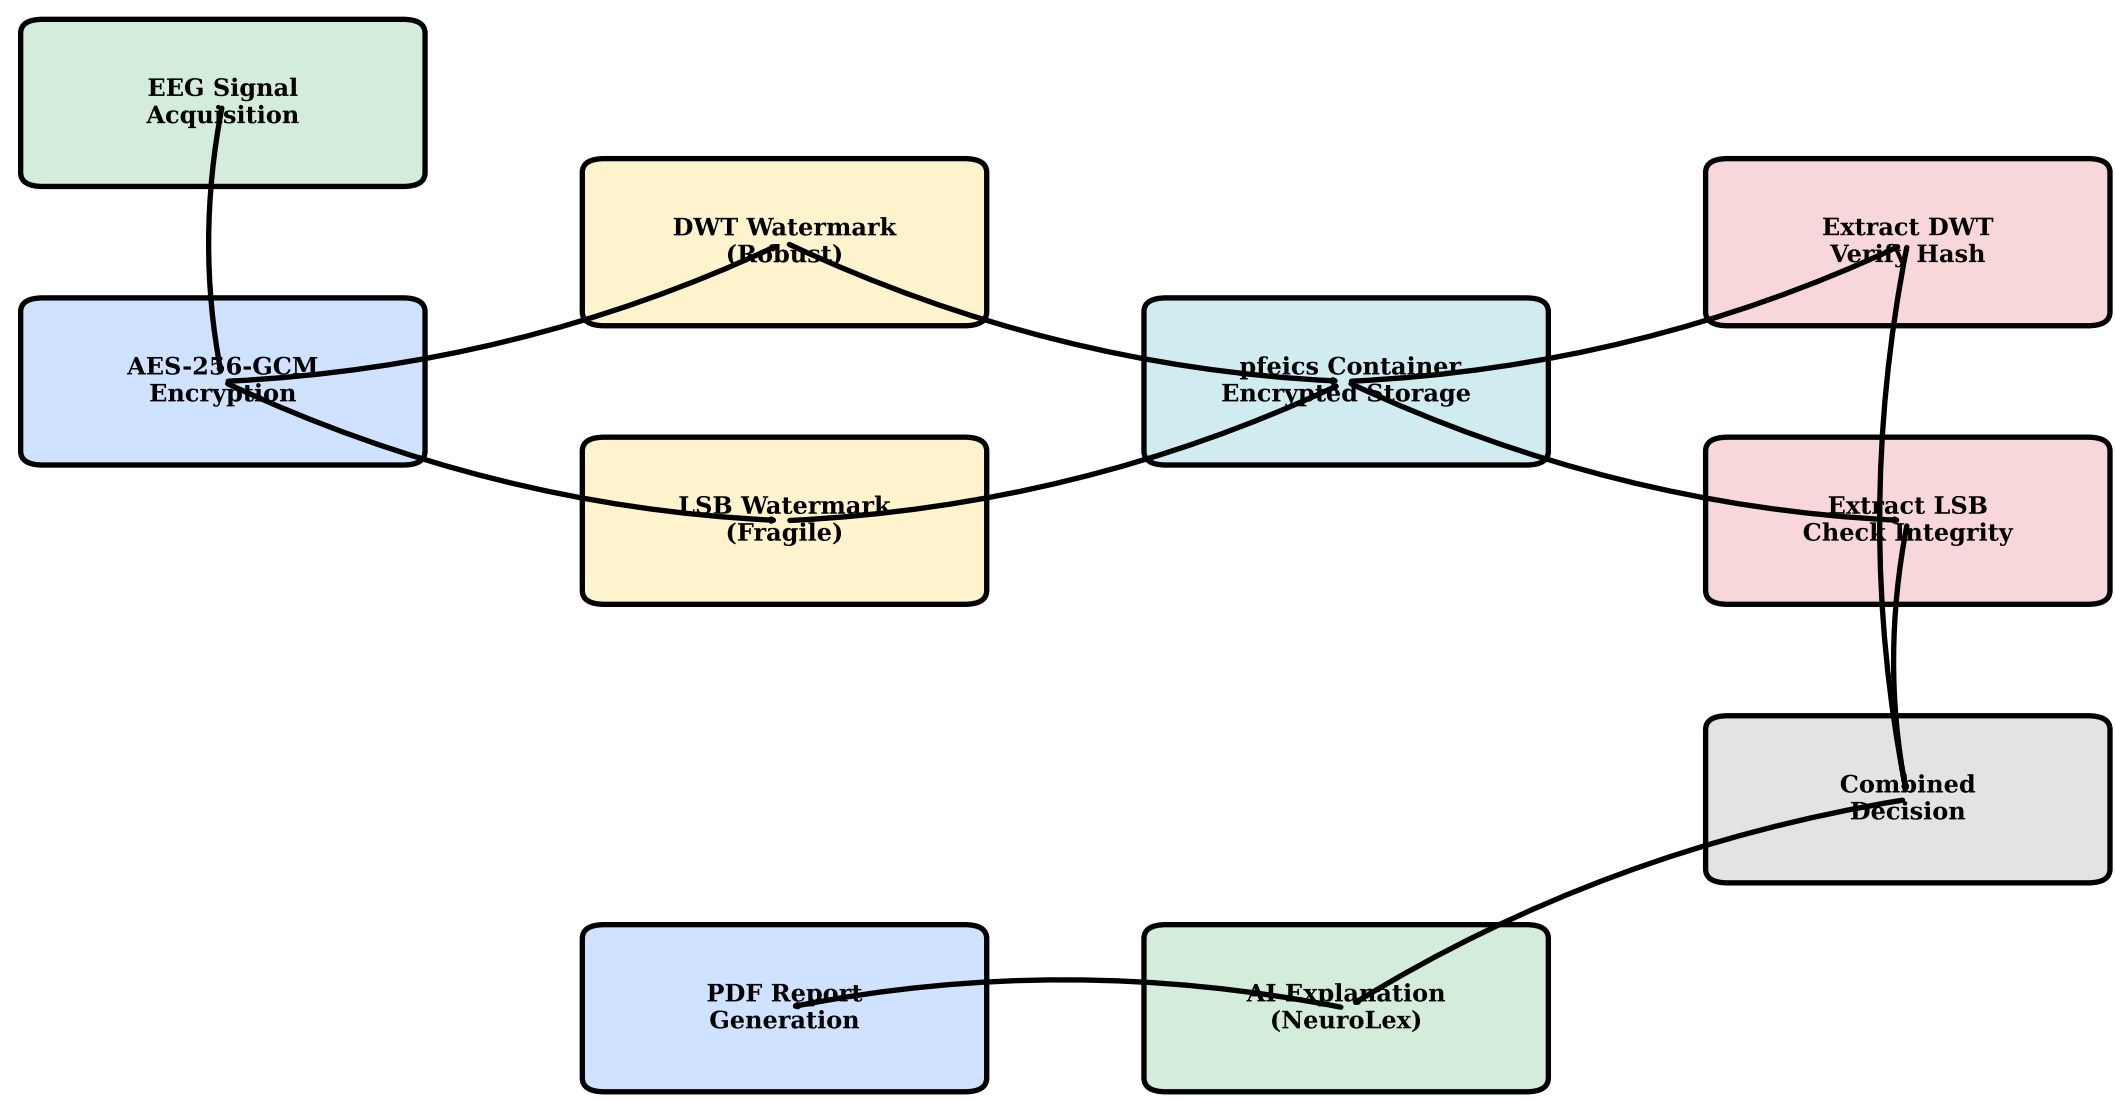 EEG Signal
Acquisition
DWT Watermark
(Robust)
Extract DWT
Verify Hash
AES-256-GCM
Encryption
pfeics Container
Encrypted Storage
LSB Watermark
(Fragile)
Extract LSB
Check Integrity
Combined
Decision
PDF Report
Generation
AI Explanation
(NeuroLex)